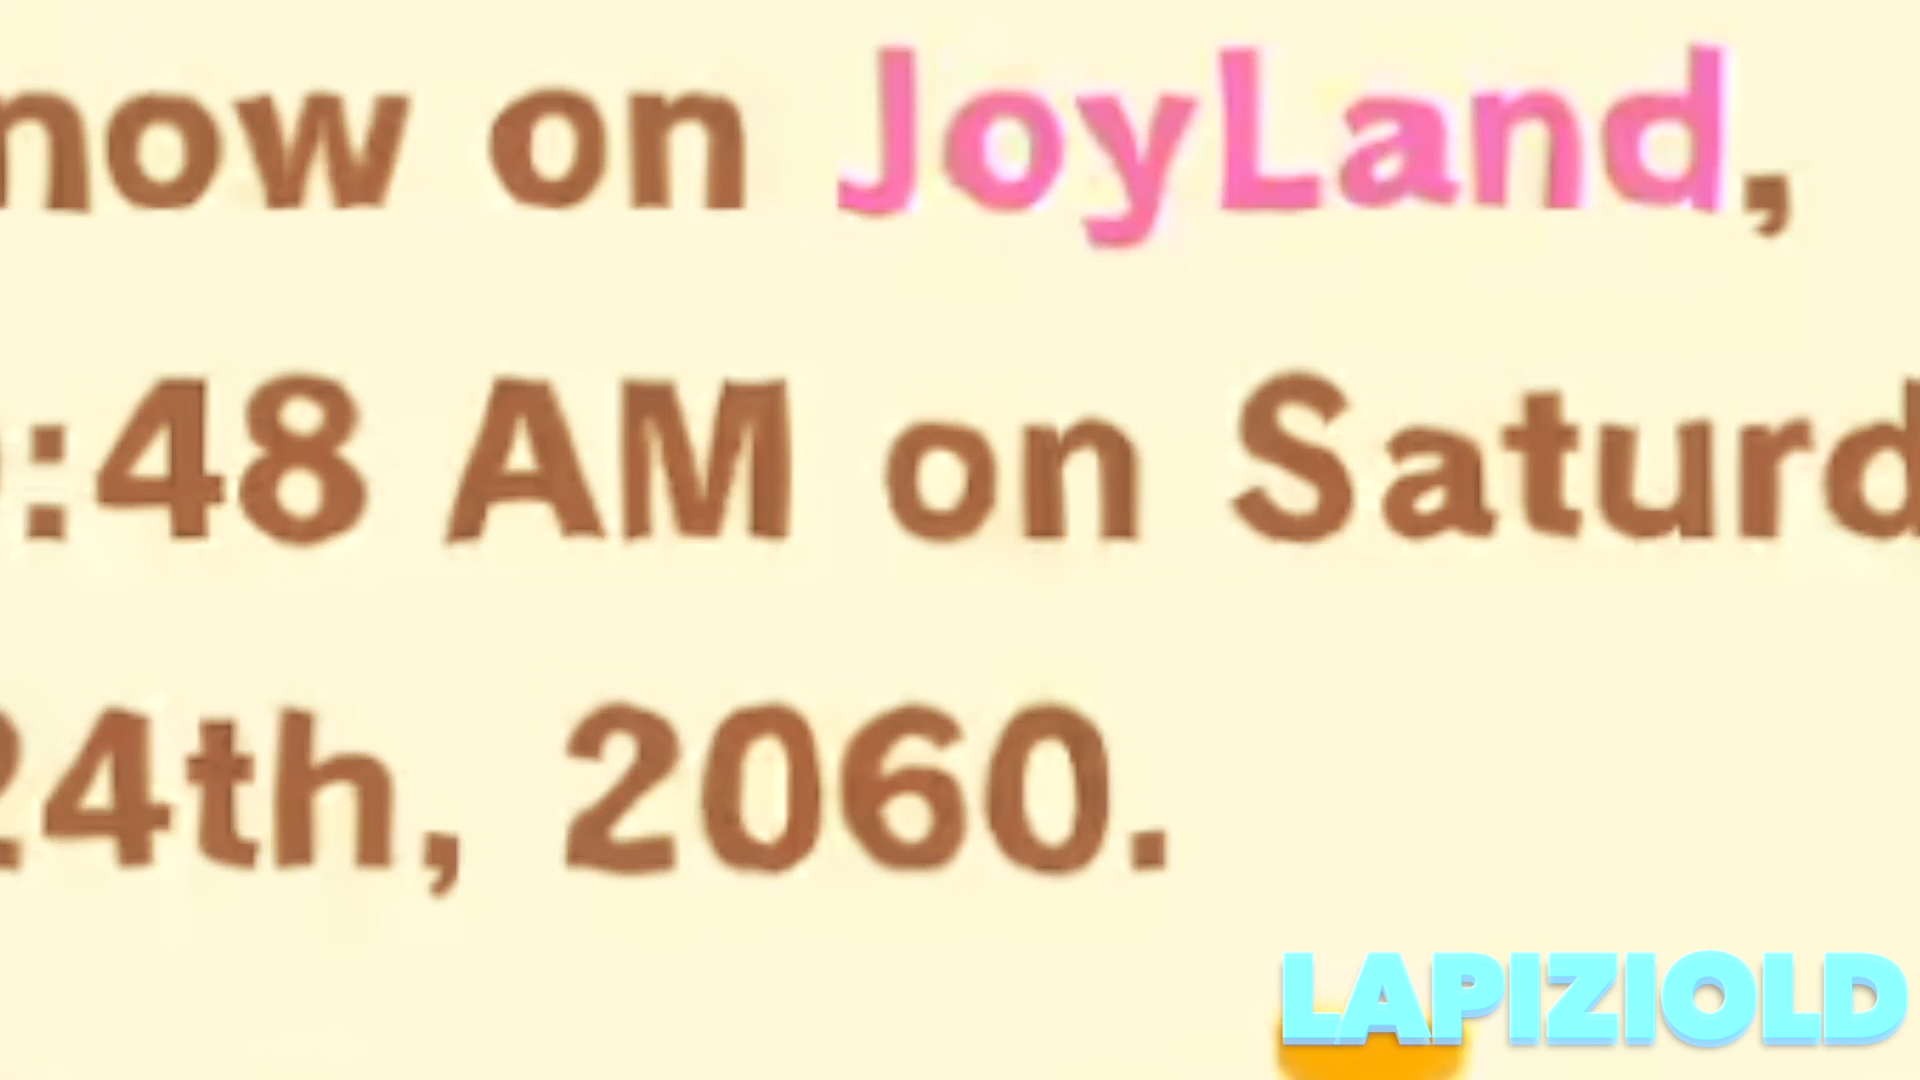 now on JoyLand,
:48 AM on Saturd
24th, 2060.
LAPIZIOLD